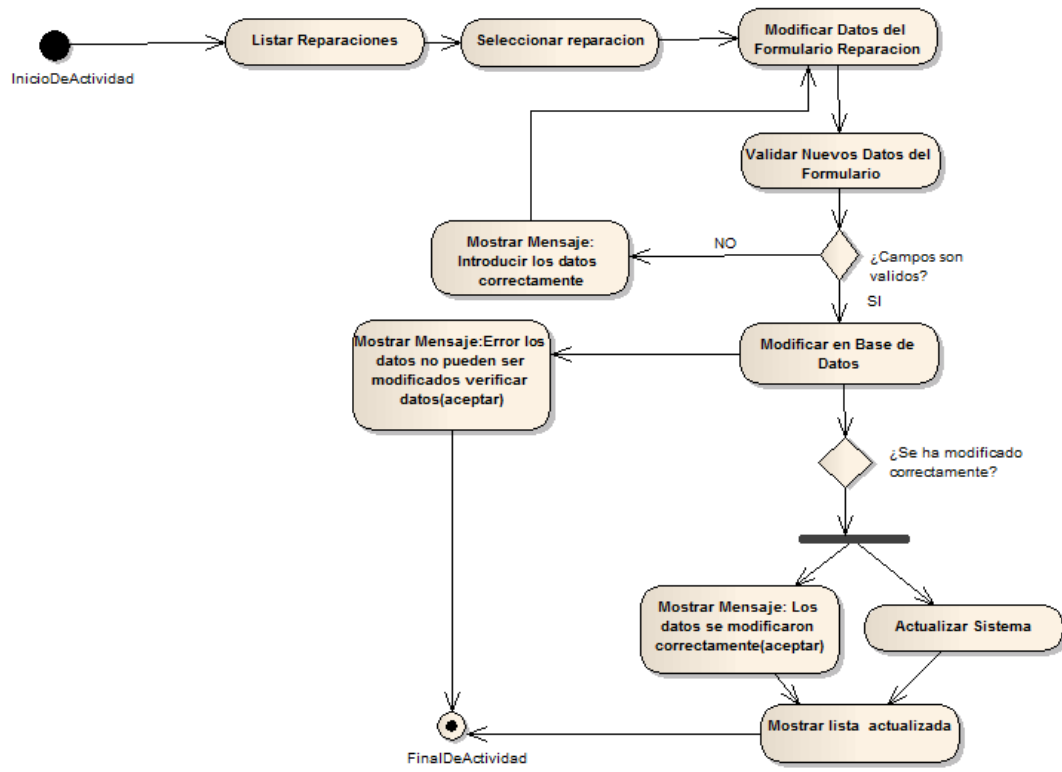 Listar Reparaciones
Seleccionar reparacion
Modificar Datos del
Formulario Reparacion
InicioDeActividad
Validar Nuevos Datos del
Formulario
Mostrar Mensaje:
Introducir los datos
correctamente
NO
¿Campos son
validos?
SI
Mostrar Mensaje:Error los
datos no pueden ser
modificados verificar
datos(aceptar)
Modificar en Base de
Datos
¿Se ha modificado
correctamente?
Mostrar Mensaje: Los
datos se modificaron
correctamente(aceptar)
Actualizar Sistema
Mostrar lista actualizada
FinalDeActividad